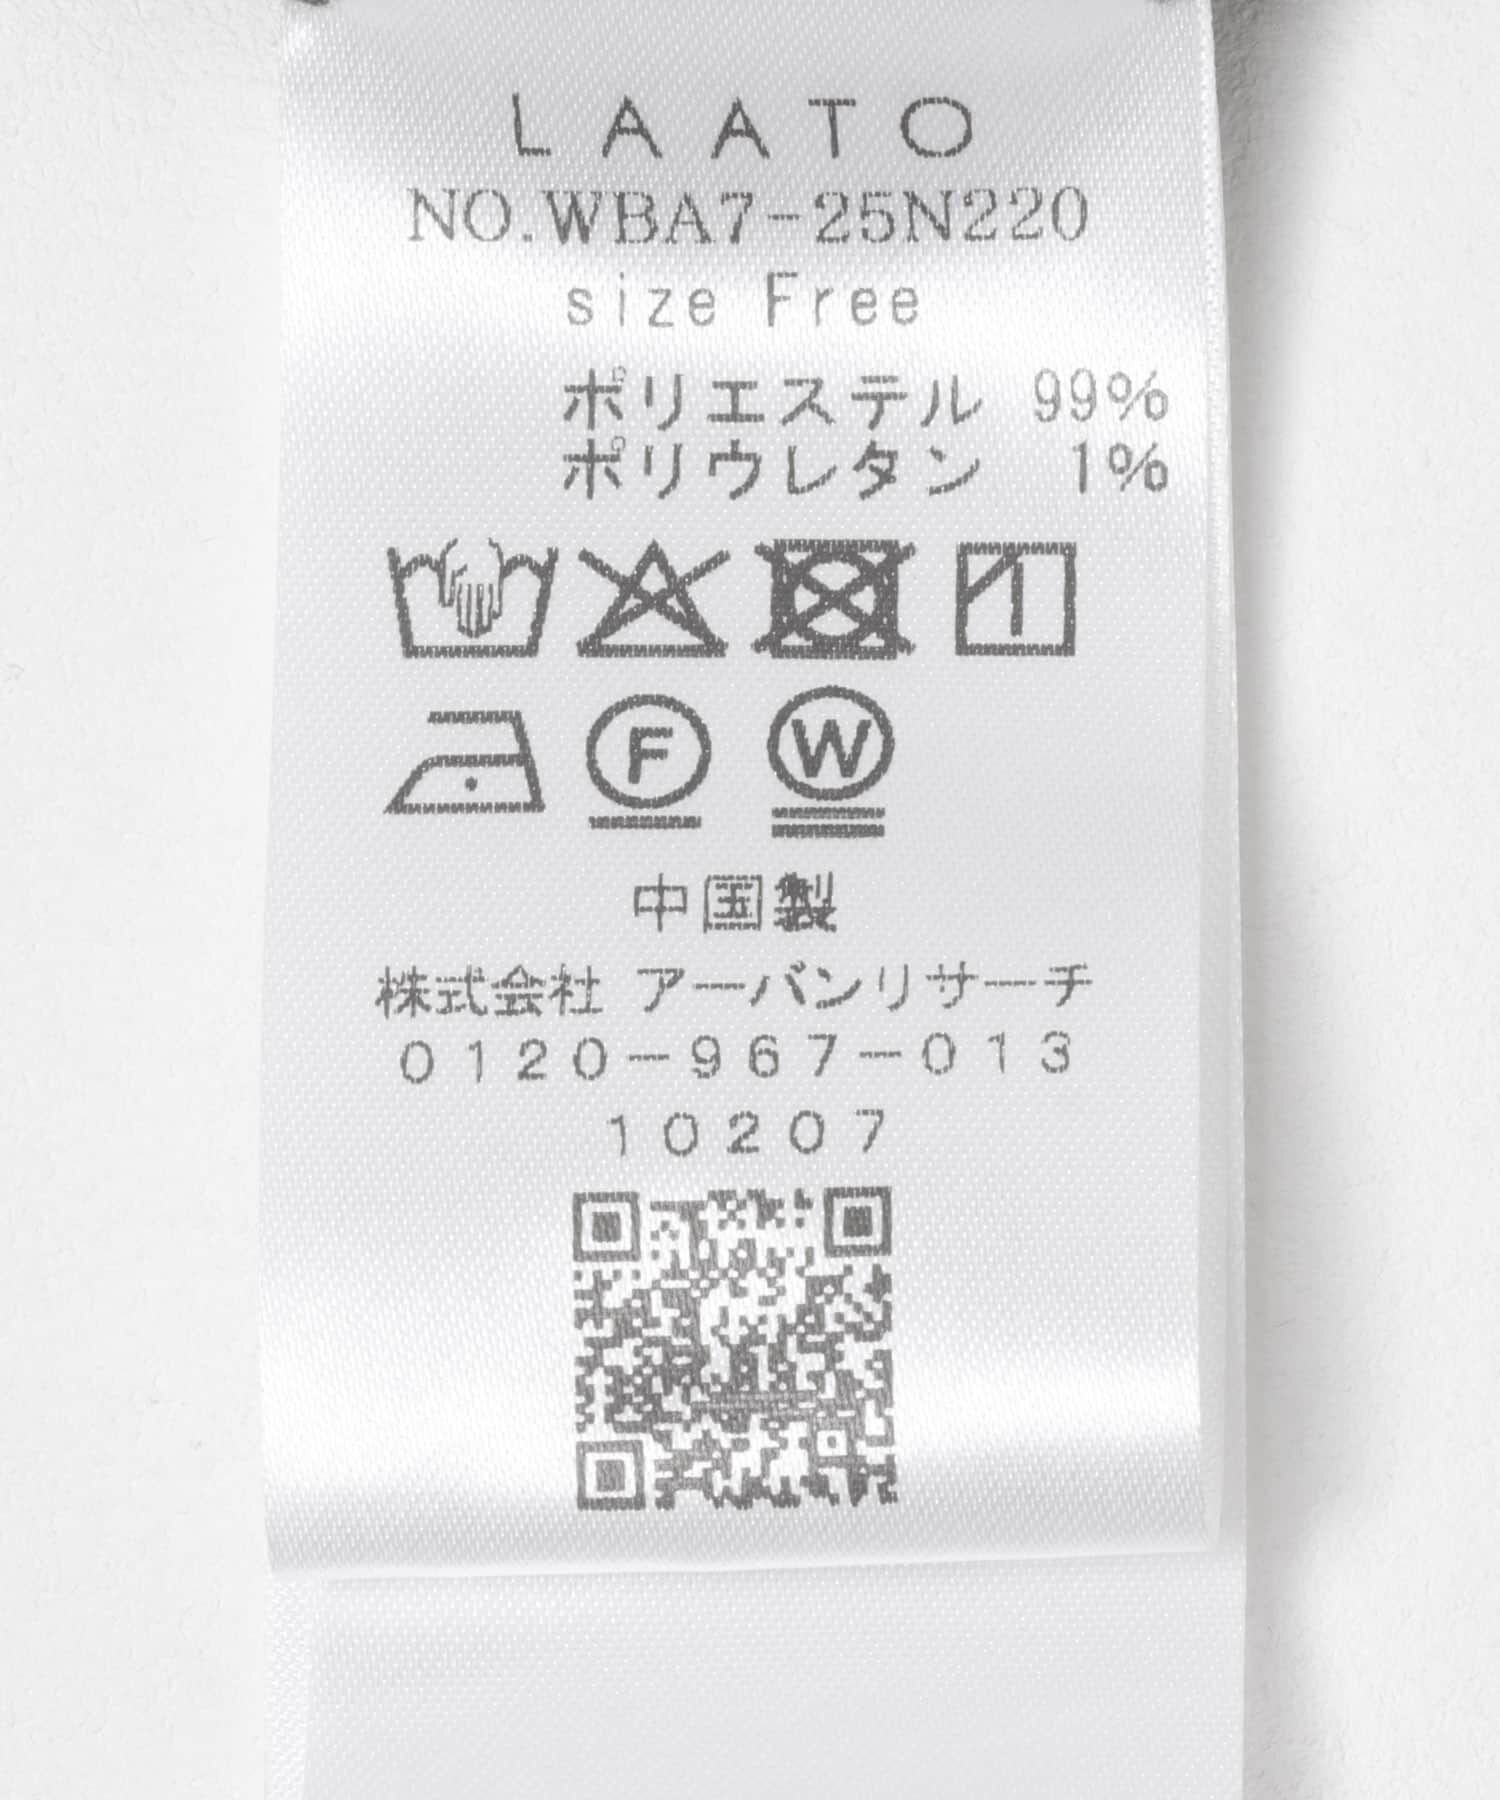 LAATO
NO.WBA7-25N220
size Free
ポリエステル 99%
ポリウレタン 1%
F W
中国製
株式会社 アーバンリサーチ
0120-967-013
10207